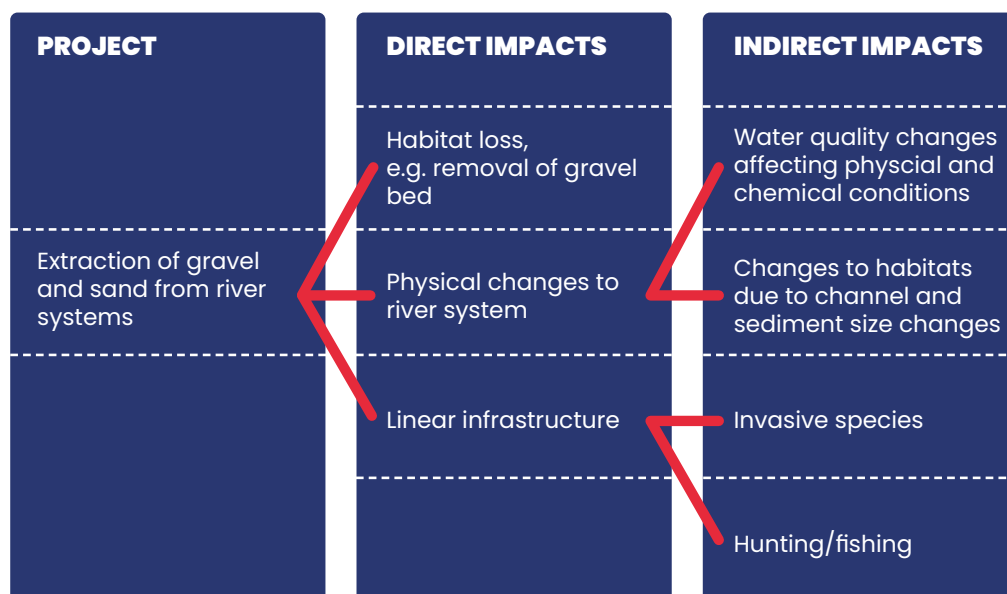 PROJECT
Extraction of gravel
and sand from river
systems
DIRECT IMPACTS
Habitat loss,
e.g. removal of gravel
bed
Physical changes to
river system
Linear infrastructure
INDIRECT IMPACTS
Water quality changes
affecting physcial and
chemical conditions
Changes to habitats
due to channel and
sediment size changes
Invasive species
Hunting/fishing